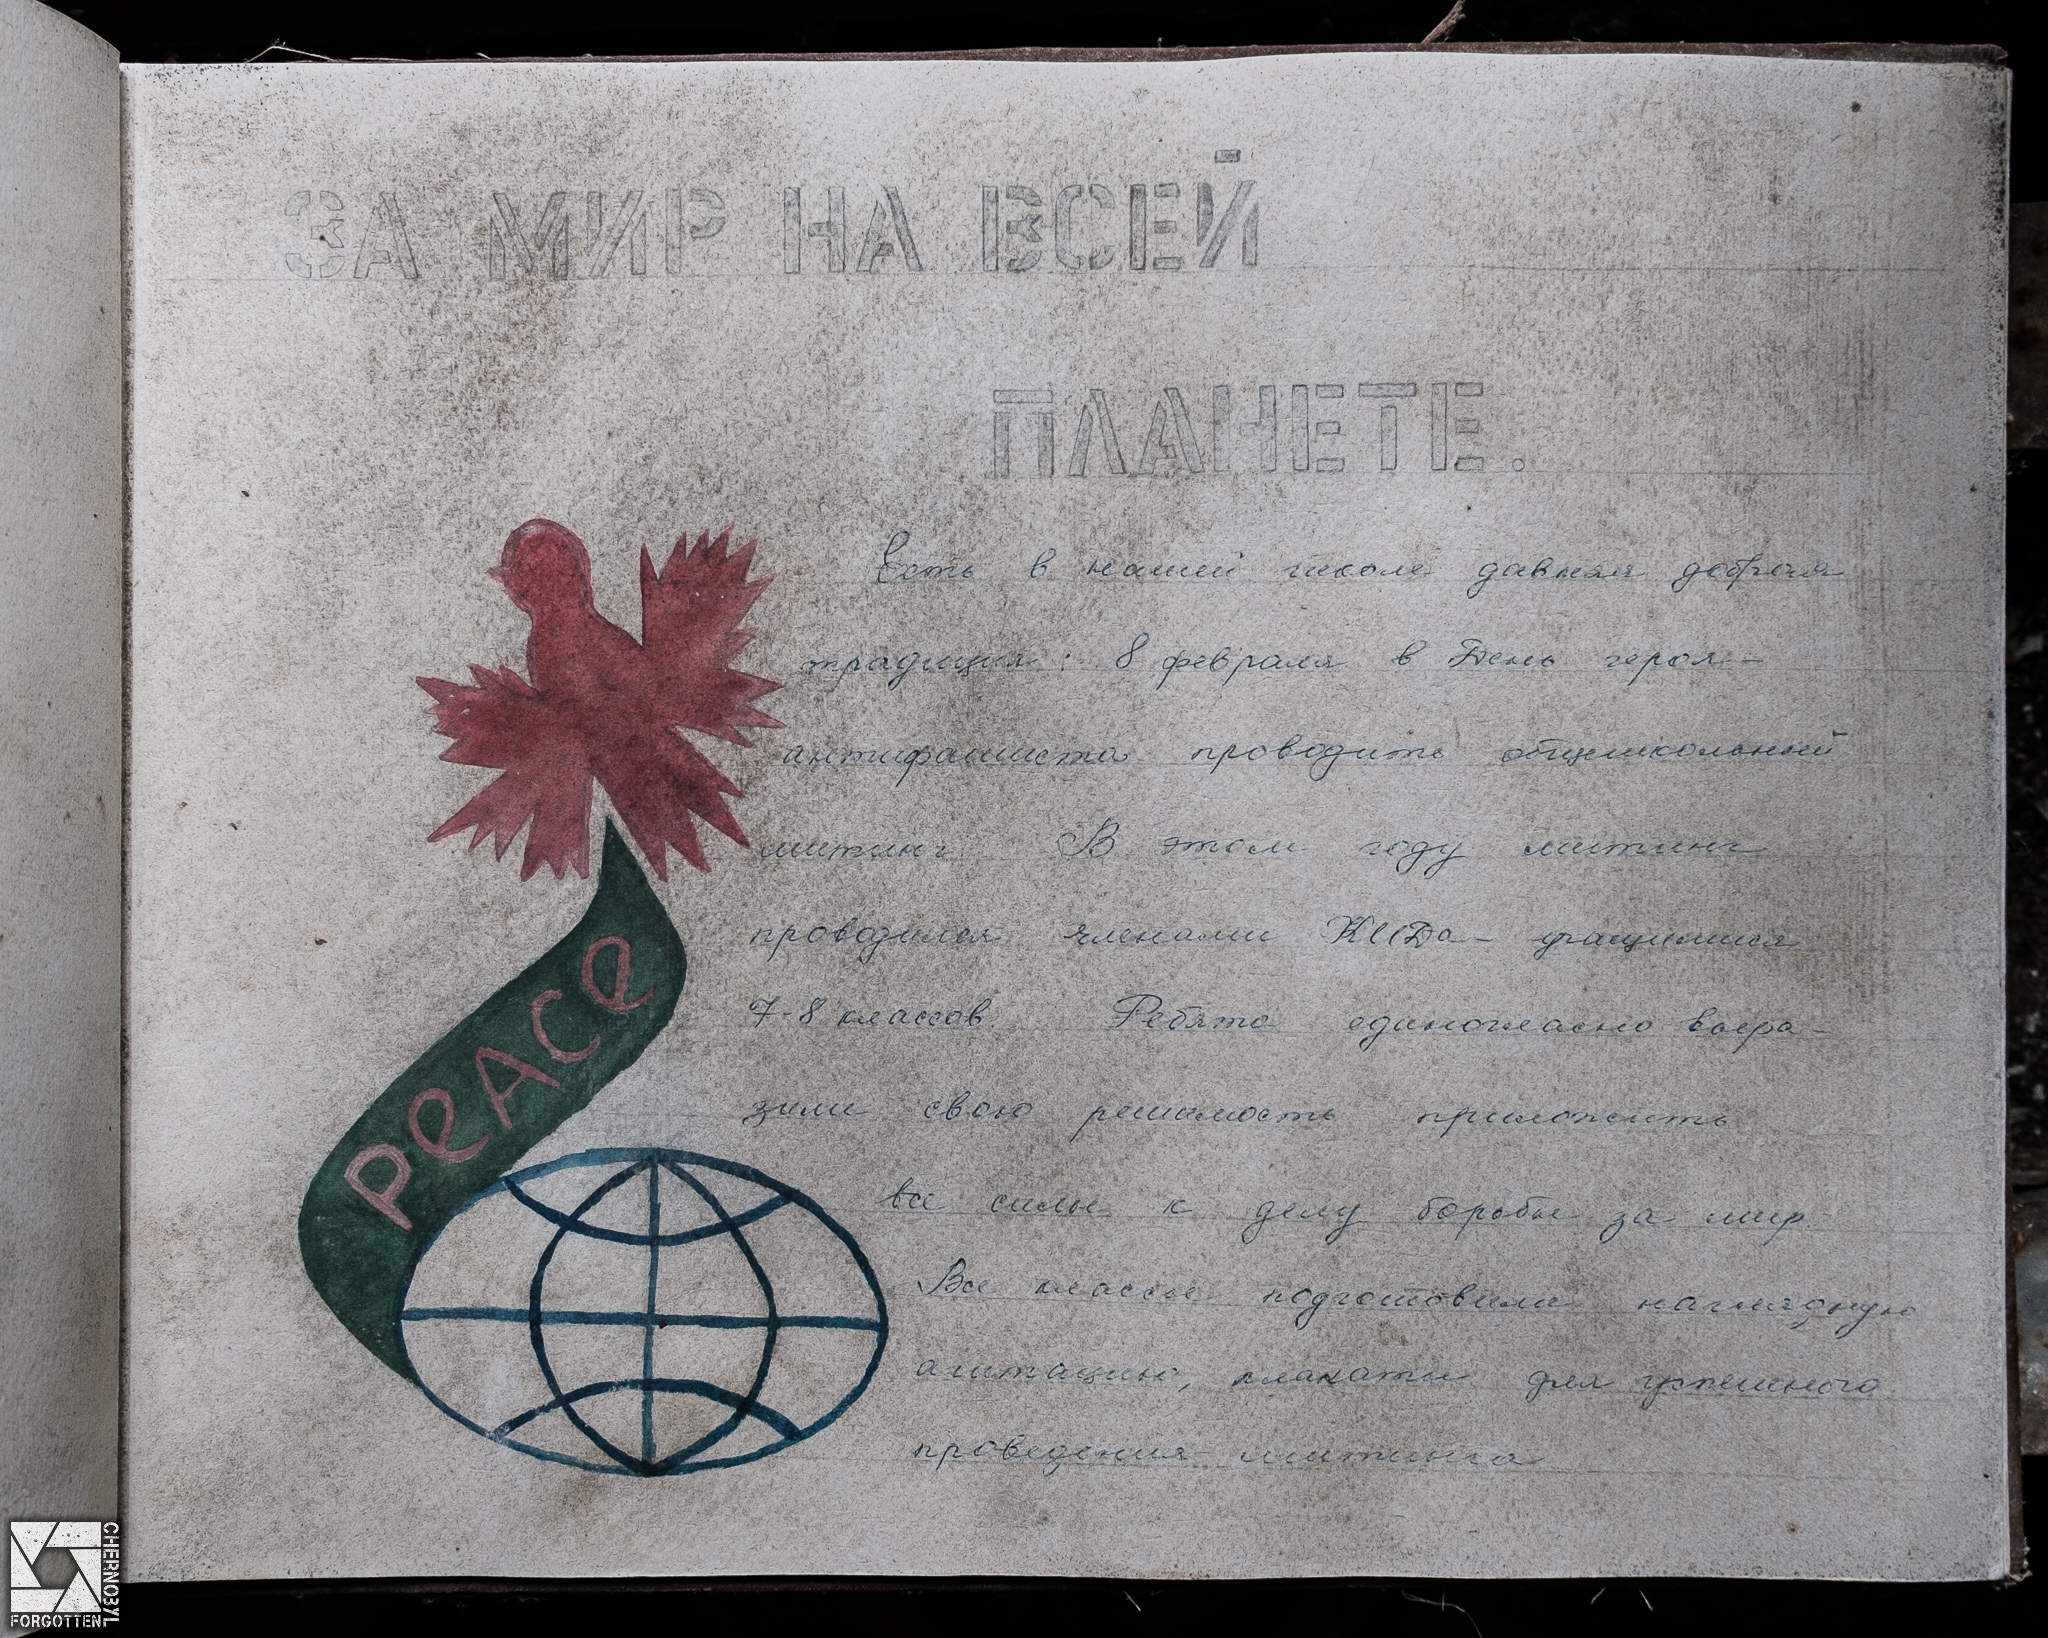 ЗА МИР НА ВСЕЙ
ПЛАНЕТЕ.
Есть в нашей школе давняя добрая
традиция: 8 февраля в День героя-
антифашиста проводить общешкольный
митинг. В этом году митинг
проводился членами КИДа - учащимися
7-8 классов. Ребята единогласно выра-
зили свою решимость приложить
все силы к делу борьбы за мир
Все классы подготовили наглядную
агитацию, плакаты для успешного
проведения митинга
PeAce
CHERNO3YL
FORGOTTEN